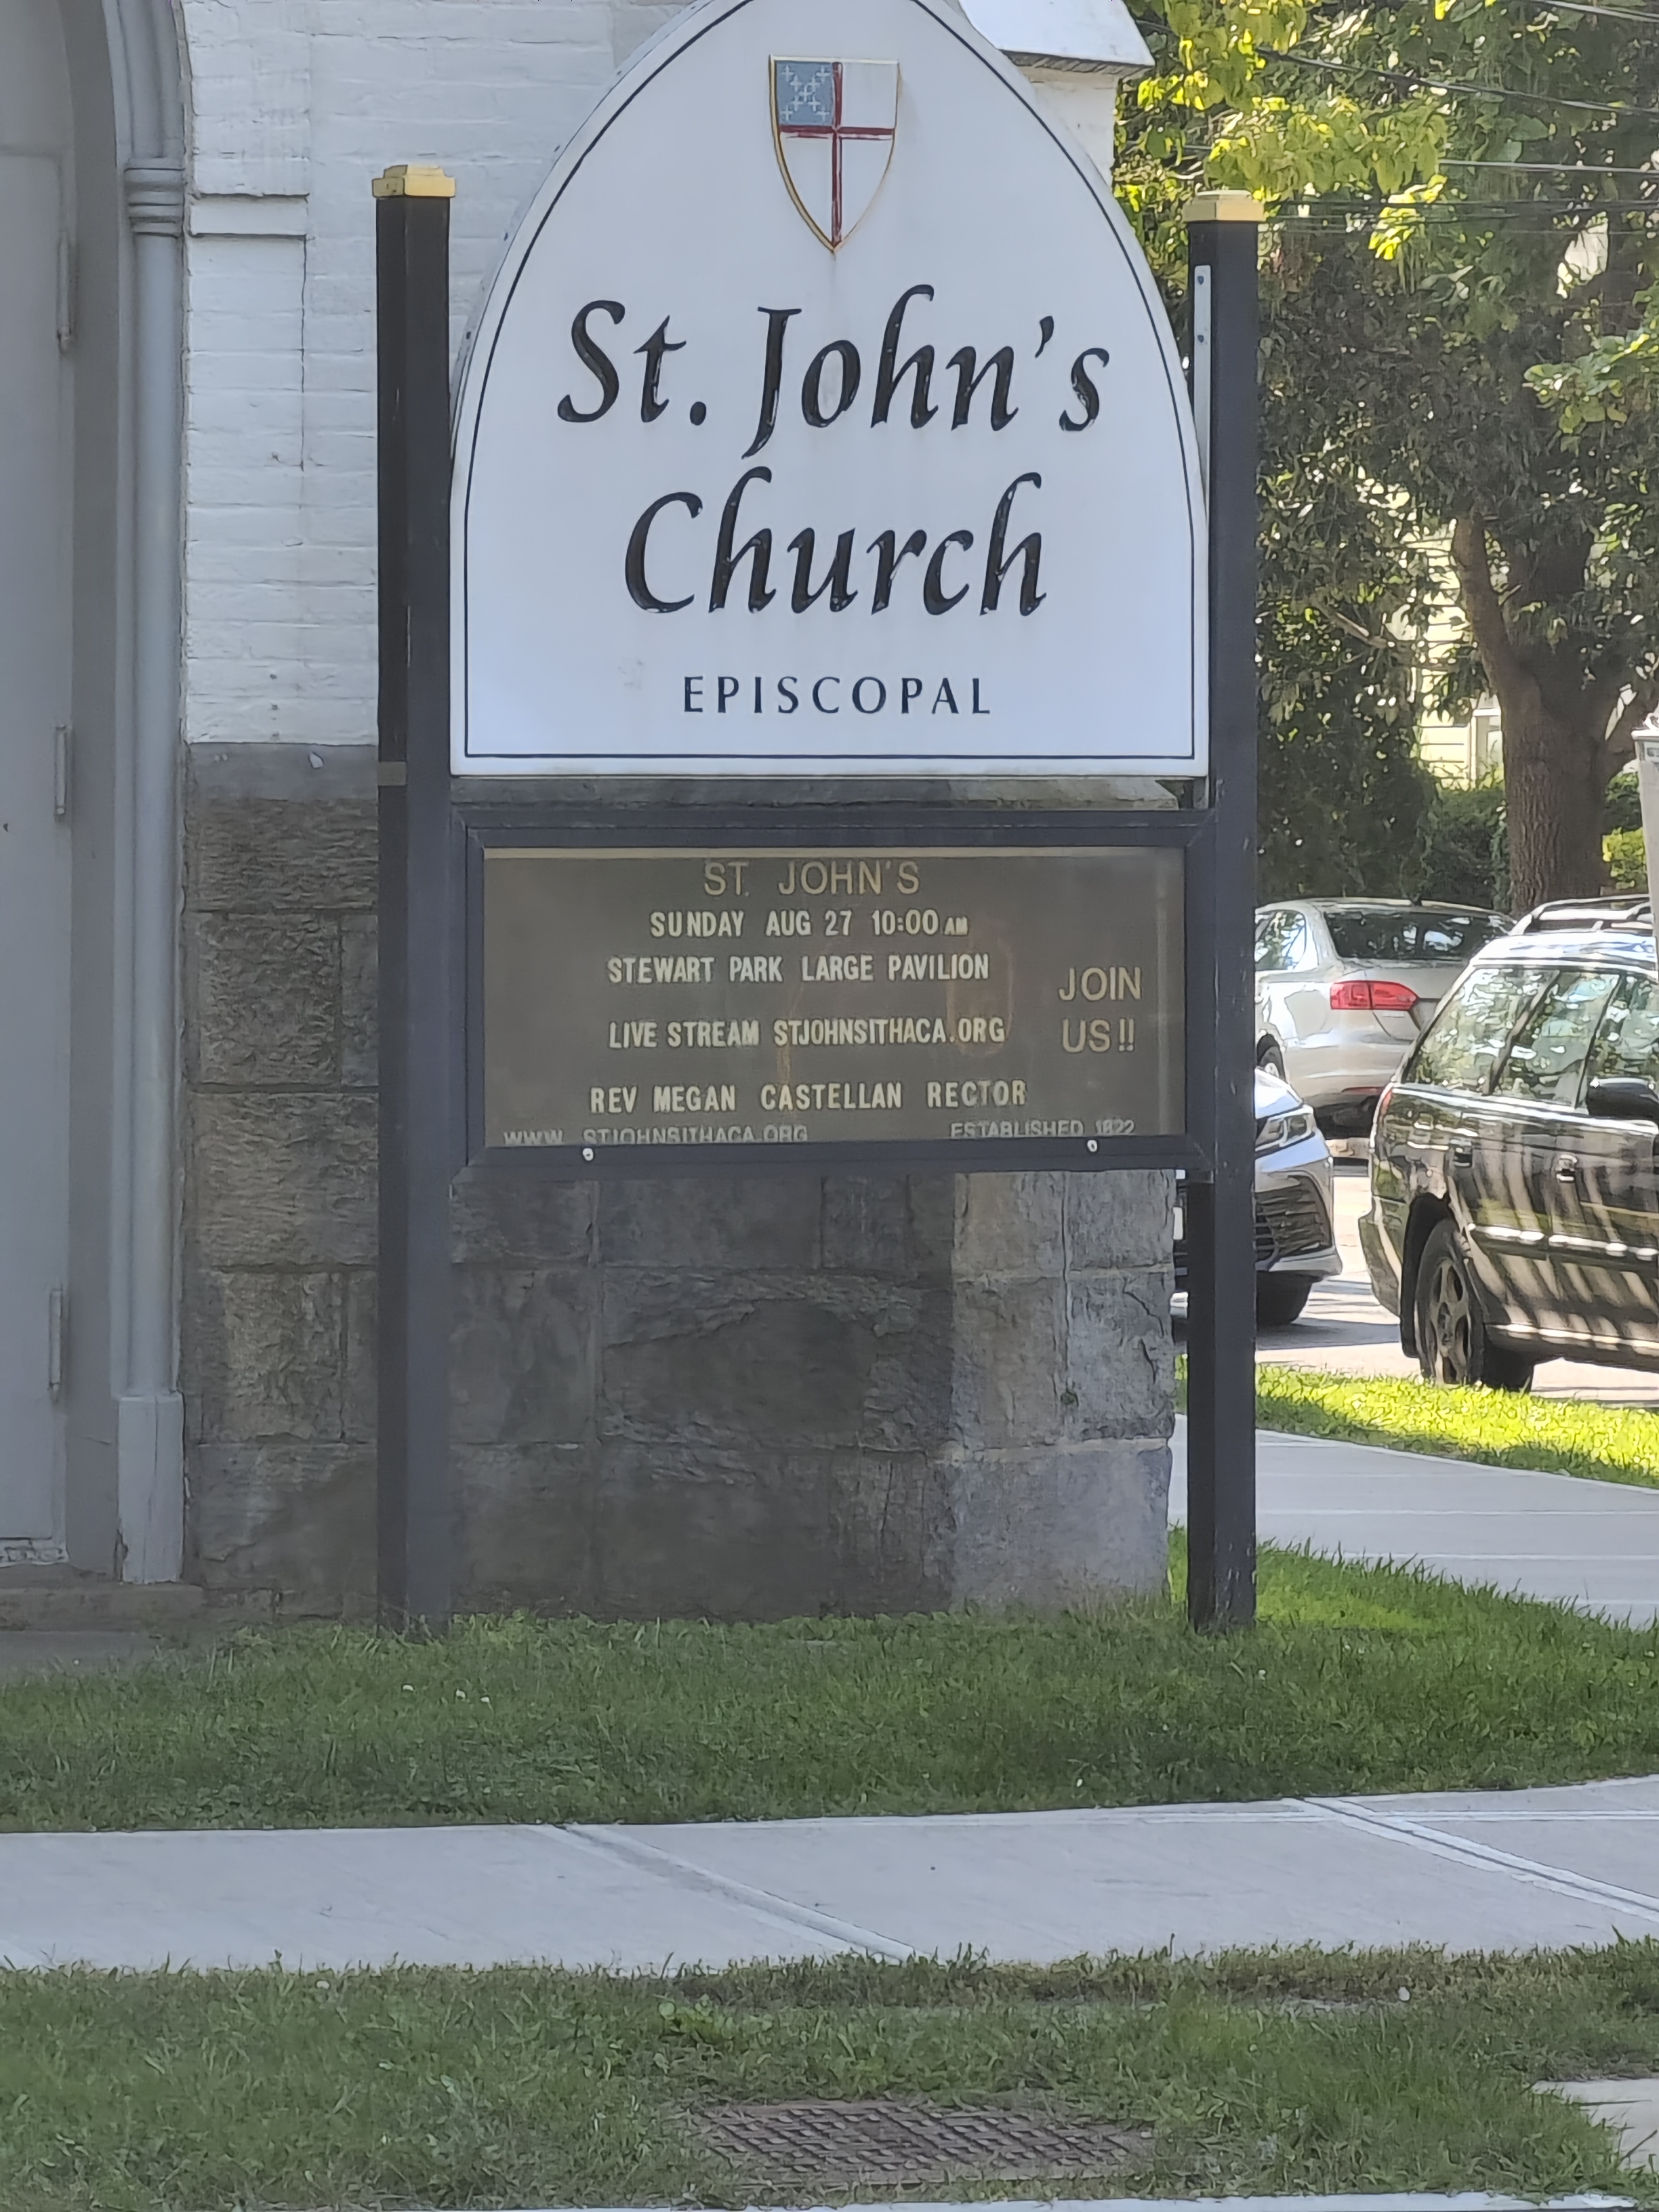 St. John's
Church
EPISCOPAL
ST. JOHN'S
SUNDAY AUG 27 10:00 AM
STEWART PARK LARGE PAVILION
JOIN
US!!
LIVE STREAM STJOHNSITHACA.ORG
REV MEGAN CASTELLAN RECTOR
WWW. STJOHNSITHACA.ORG ESTABLISHED 1822